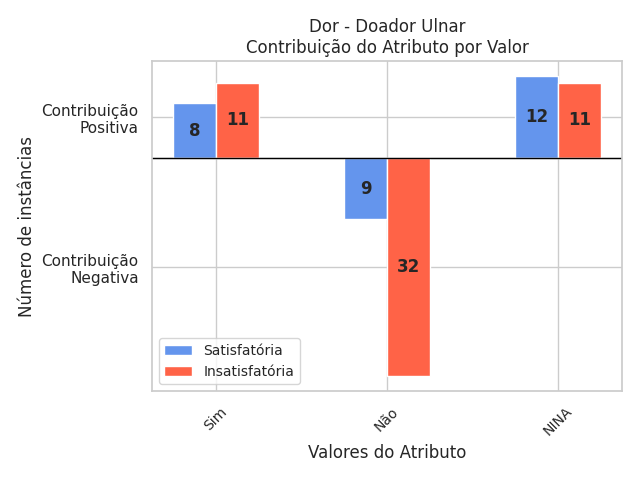 Dor - Doador Ulnar
Contribuição do Atributo por Valor
Número de instâncias
Contribuição
Positiva
Contribuição
Negativa
8
11
9
32
12
11
Satisfatória
Insatisfatória
Sim
Não
NINA
Valores do Atributo